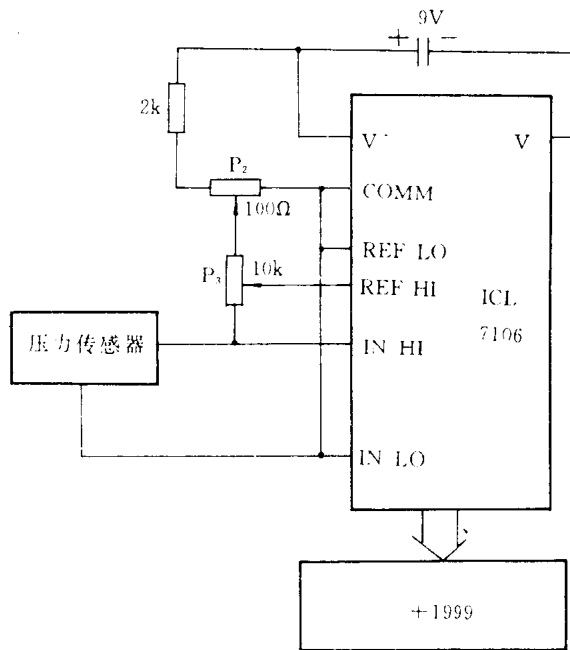 9V
+ −
2k
V
V
P₂
COMM
100Ω
REF LO
P₃
10k
REF HI
ICL
7106
压力传感器
IN HI
IN LO
+1999